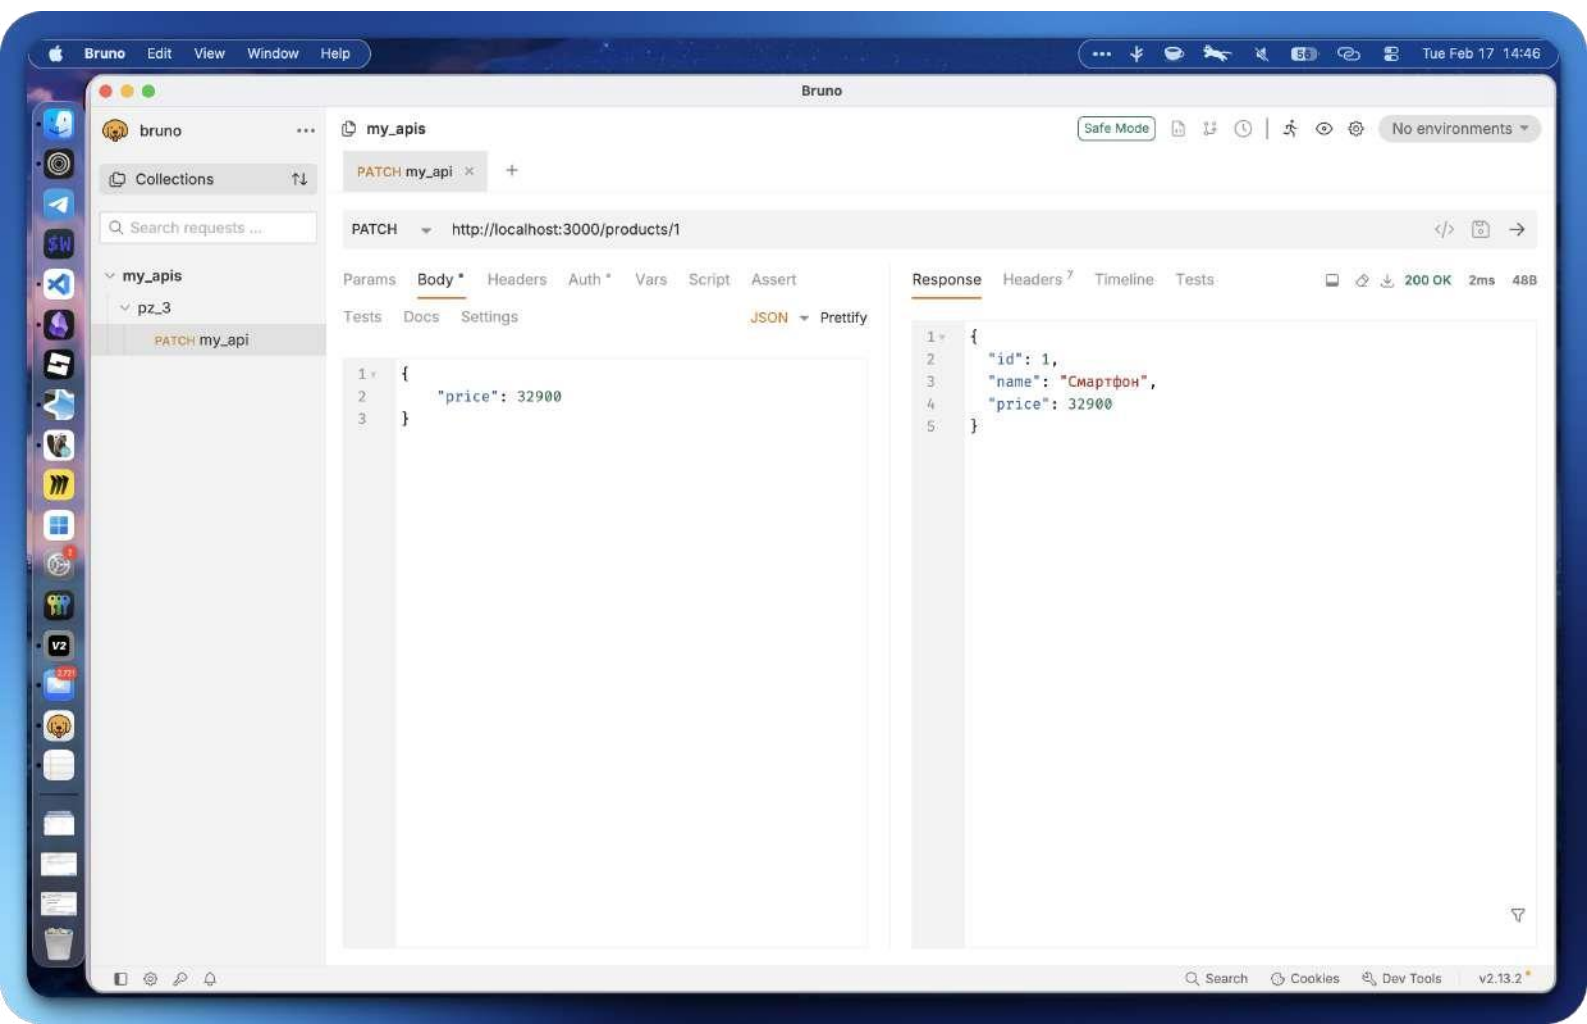 Bruno Edit View Window Help
Tue Feb 17 14:46
Bruno
bruno
my_apis
Safe Mode
No environments
Collections
PATCH my_api
Search requests ...
PATCH
http://localhost:3000/products/1
my_apis
pz_3
PATCH my_api
Params Body Headers Auth Vars Script Assert
Tests Docs Settings
JSON Prettify
1 {
2 "price": 32900
3 }
Response Headers 7 Timeline Tests
200 OK 2ms 48B
1 {
2 "id": 1,
3 "name": "Смартфон",
4 "price": 32900
5 }
$W
V2
Search Cookies Dev Tools v2.13.2